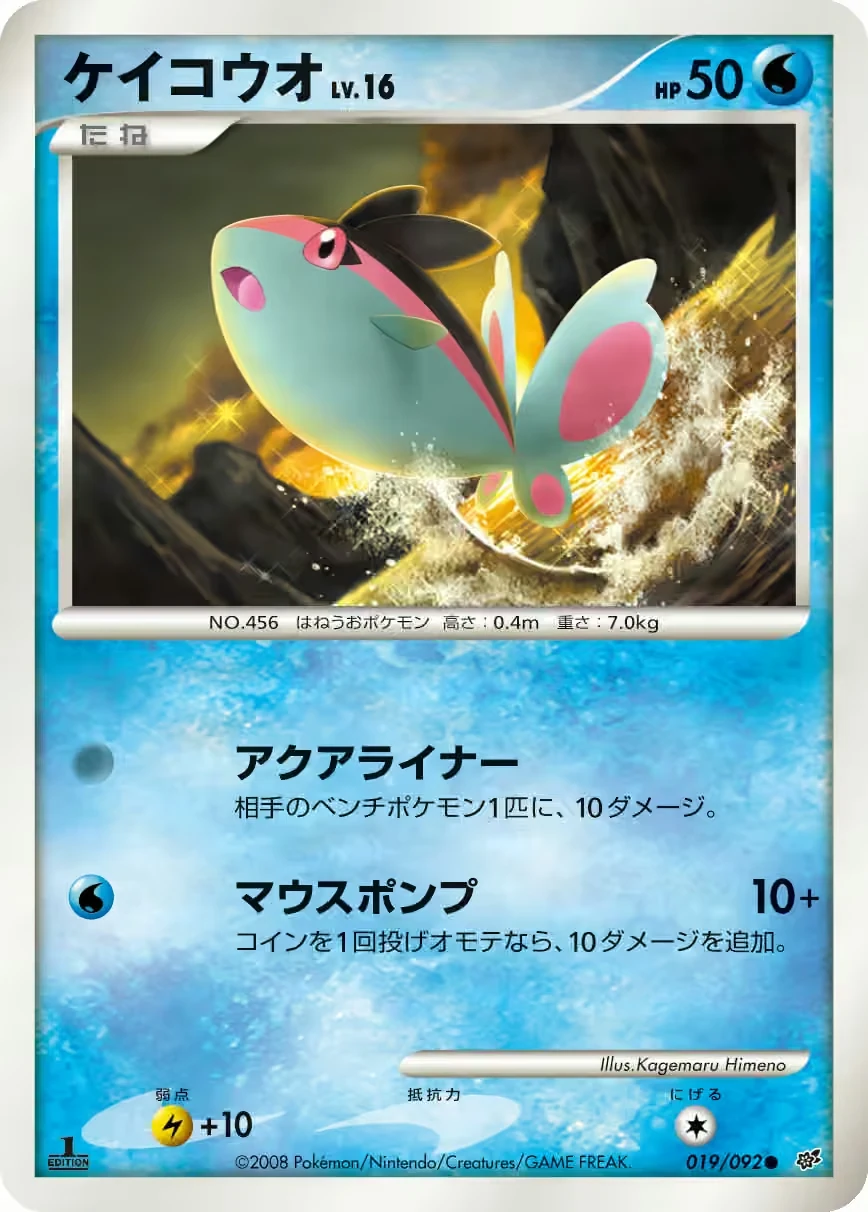 ケイコウオ LV.16 HP 50
たね
NO.456 はねうおポケモン 高さ:0.4m 重さ:7.0kg
アクアライナー
相手のベンチポケモン1匹に、10ダメージ。
マウスポンプ 10+
コインを1回投げオモテなら、10ダメージを追加。
Illus.Kagemaru Himeno
弱点 抵抗力 にげる
+10
1 EDITION
©2008 Pokémon/Nintendo/Creatures/GAME FREAK. 019/092